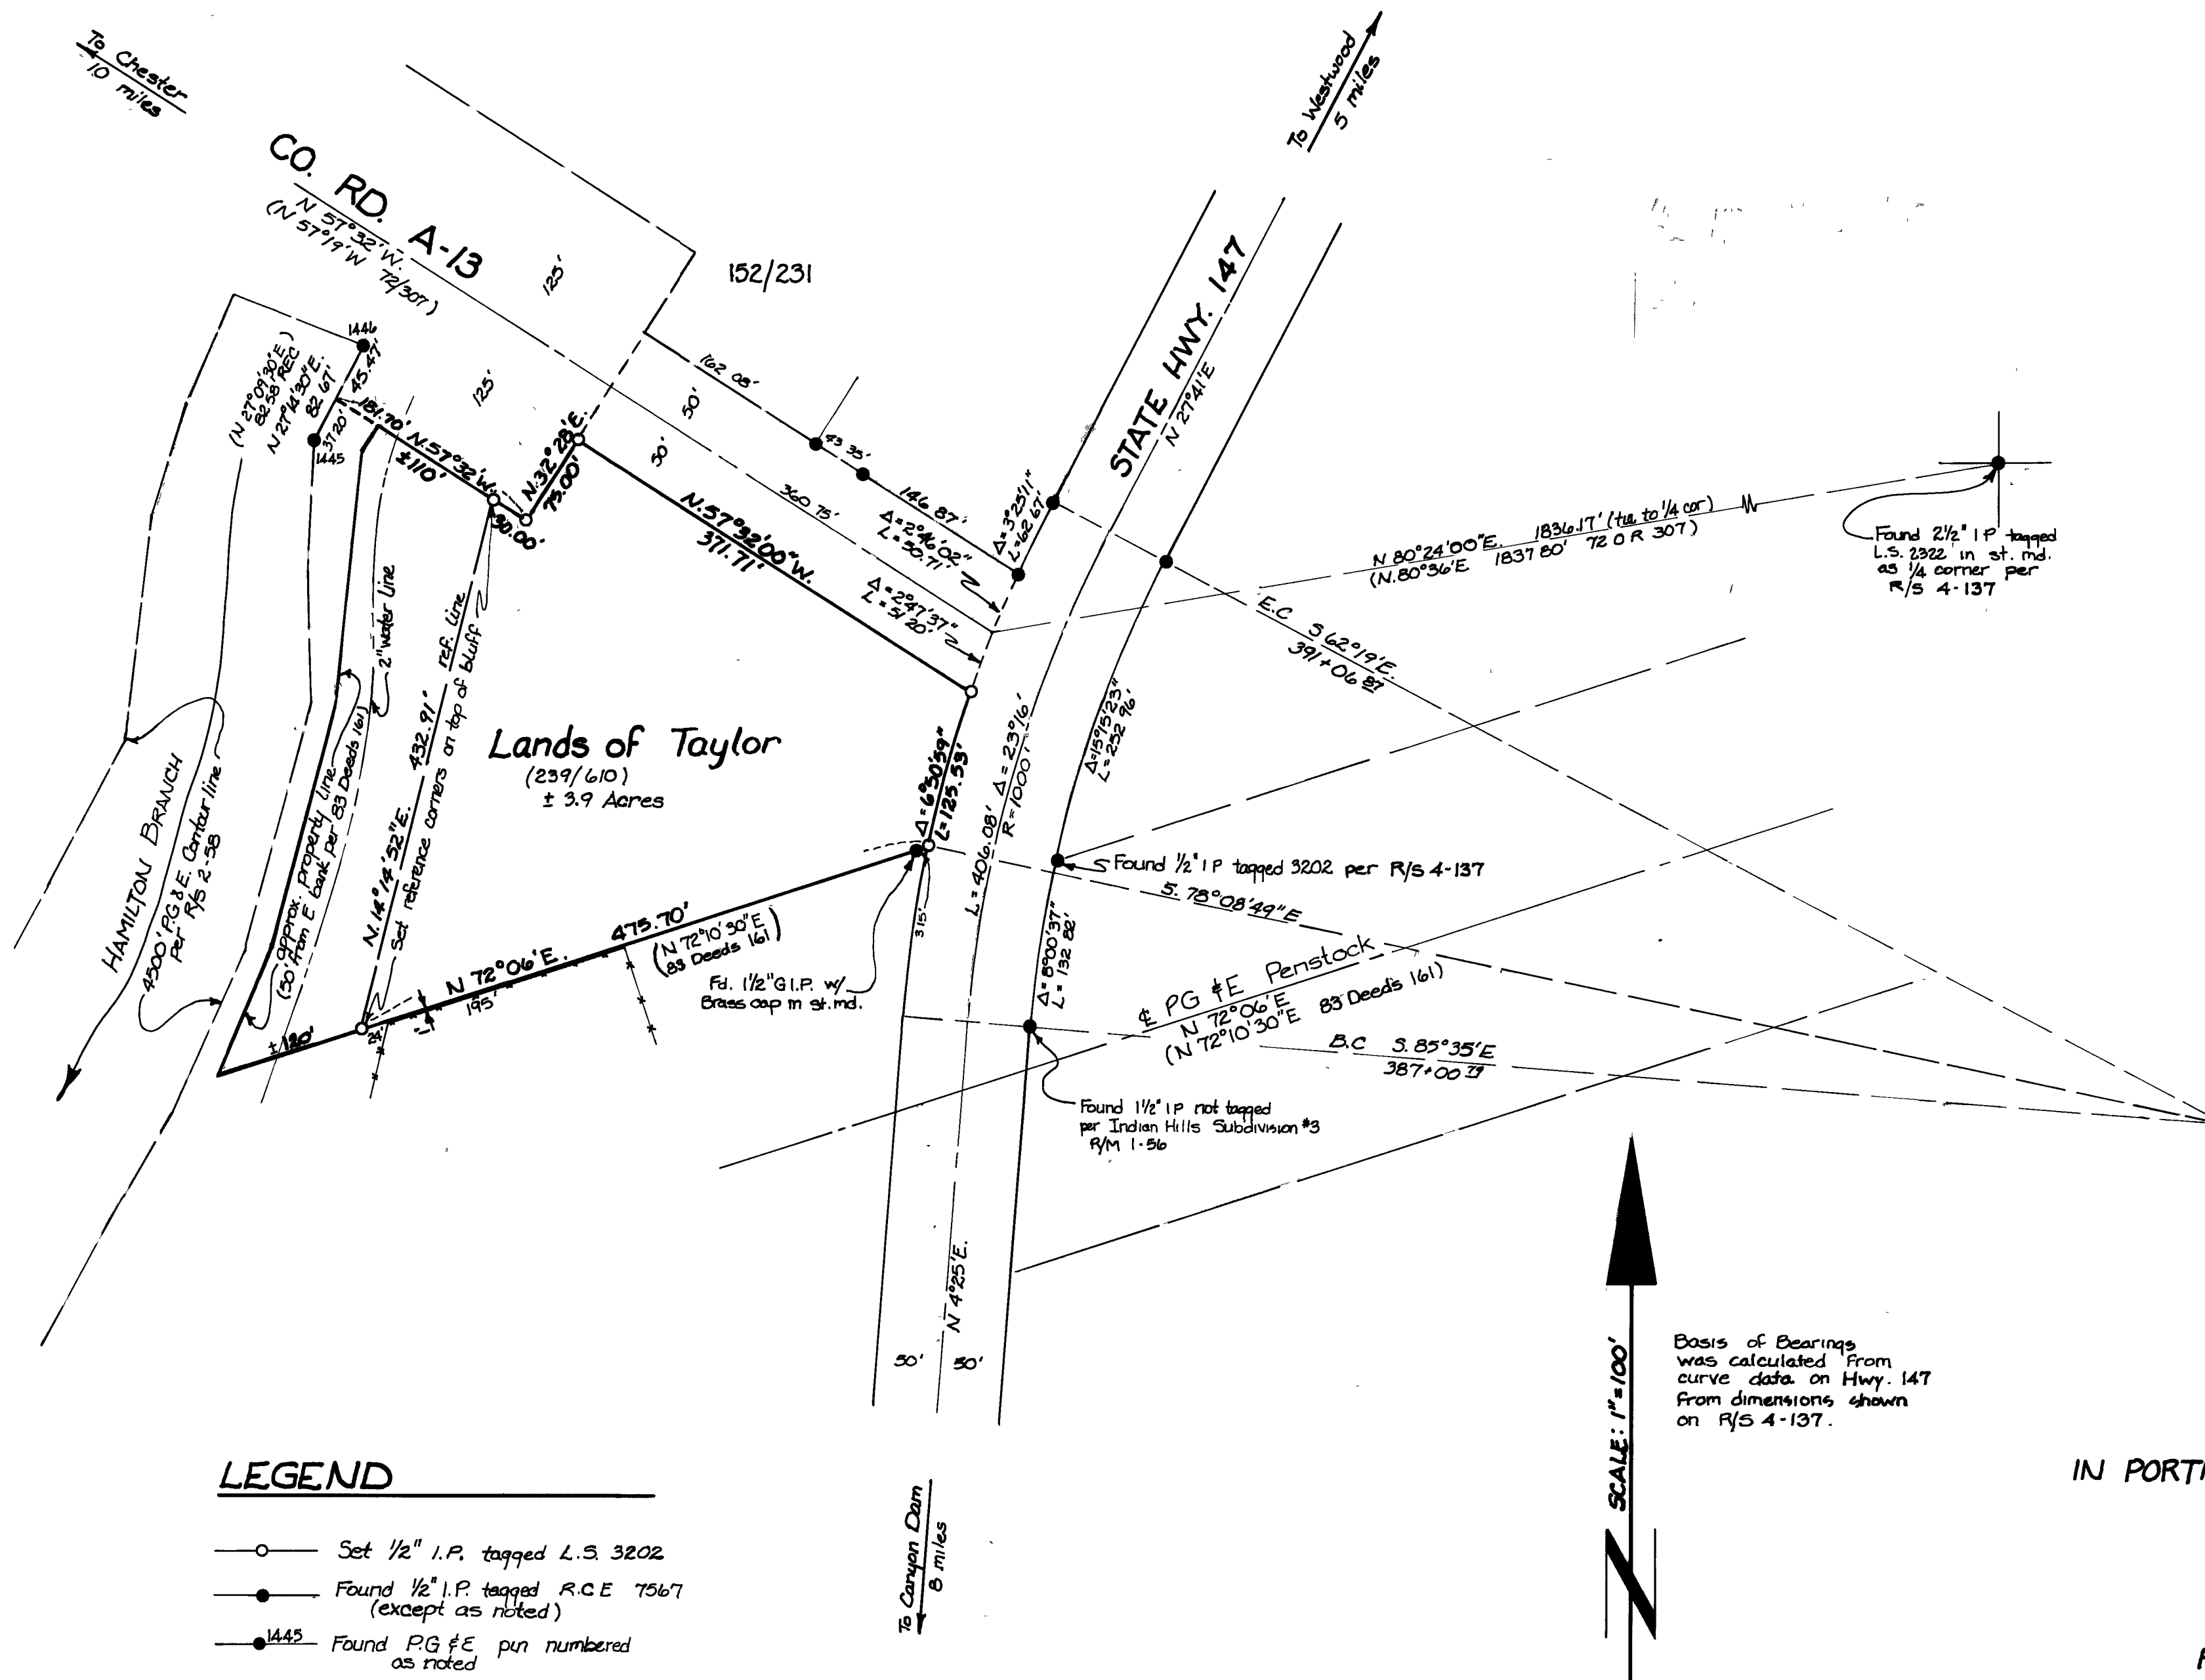 To Chester
10 miles
CO. RD. A-13
N 57°32' W.
(N 57°19' W 72/307)
125'
125'
152/231
To Westwood
5 miles
STATE HWY. 147
N 27°41'E
1446
45.47'
(N 27°09'30"E)
82.58' REC
N 27°14'30"E.
82.67'
37.20'
1445
181.70' N.57°32'W.
±110'
30.00'
N.32°28'E.
75.00'
162.08'
50'
50'
43.35'
146.87'
360.75'
Δ=2°46'02"
L=50.71'
Δ=3°25'11"
L=62.67'
Δ=2°47'37"
L=51.20'
N.57°32'00"W.
371.71'
N 80°24'00"E. 1836.17' (tie to 1/4 cor)
(N.80°36'E 1837.80' 72 O R 307)
Found 2½" I P tagged
L.S. 2322 in st. md.
as ¼ corner per
R/S 4-137
E.C S 62°19'E.
391+06.87
2" water line
N.14°14'52"E. 432.91' ref. line
Set reference corners on top of bluff
Lands of Taylor
(239/610)
± 3.9 Acres
HAMILTON BRANCH
4500' P.G & E. Contour line
per R/S 2-58
approx. property line
(50' from E bank per 83 Deeds 161)
Δ=6°50'59"
L=125.53'
L=406.08' Δ=23°16'
R=1000'
Δ=15°15'23"
L=252.96'
Found ½" I P tagged 3202 per R/S 4-137
S. 78°08'49"E
3.15'
Δ=8°00'37"
L=132.82'
N 72°06'E. 475.70'
(N 72°10'30"E
83 Deeds 161)
195'
1'
24'
±120'
Fd. 1½" G.I.P. w/
Brass cap in st. md.
℄ PG & E Penstock
N 72°06'E
(N 72°10'30"E 83 Deeds 161)
B.C S. 85°35'E
387+00.79
Found 1½" I P not tagged
per Indian Hills Subdivision #3
R/M 1-56
N 4°25'E.
50' 50'
To Canyon Dam
8 miles
SCALE: 1"=100'
N
Basis of Bearings
was calculated from
curve data on Hwy. 147
from dimensions shown
on R/S 4-137.
IN PORTI
LEGEND
Set ½" I.P. tagged L.S. 3202
Found ½" I.P. tagged R.C E 7567
(except as noted)
1445 Found P.G & E pin numbered
as noted